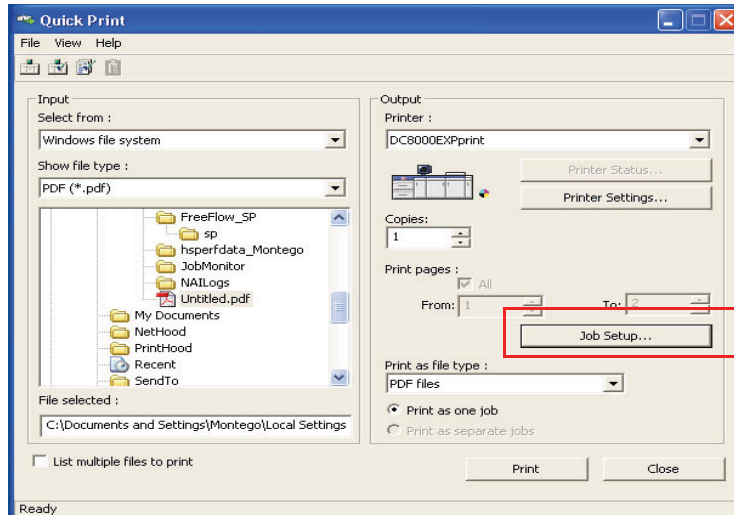 Quick Print
File View Help
Input
Select from :
Windows file system
Show file type :
PDF (*.pdf)
FreeFlow_SP
sp
hsperfdata_Montego
JobMonitor
NAILogs
Untitled.pdf
My Documents
NetHood
PrintHood
Recent
SendTo
File selected :
C:\Documents and Settings\Montego\Local Settings
List multiple files to print
Output
Printer :
DC8000EXPprint
Printer Status...
Printer Settings...
Copies:
1
Print pages :
All
From: 1 To: 2
Job Setup...
Print as file type :
PDF files
Print as one job
Print as separate jobs
Print Close
Ready